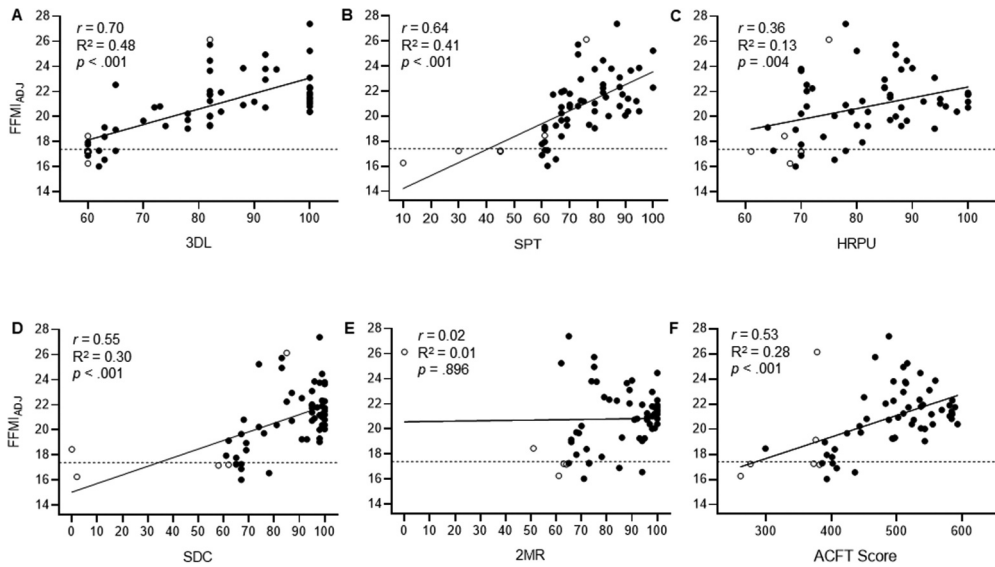 A
r = 0.70
R² = 0.48
p < .001
FFMI_ADJ
28
26
24
22
20
18
16
14
60 70 80 90 100
3DL
B
r = 0.64
R² = 0.41
p < .001
28
26
24
22
20
18
16
14
10 20 30 40 50 60 70 80 90 100
SPT
C
r = 0.36
R² = 0.13
p = .004
28
26
24
22
20
18
16
14
60 70 80 90 100
HRPU
D
r = 0.55
R² = 0.30
p < .001
FFMI_ADJ
28
26
24
22
20
18
16
14
0 10 20 30 40 50 60 70 80 90 100
SDC
E
r = 0.02
R² = 0.01
p = .896
28
26
24
22
20
18
16
14
0 10 20 30 40 50 60 70 80 90 100
2MR
F
r = 0.53
R² = 0.28
p < .001
28
26
24
22
20
18
16
14
300 400 500 600
ACFT Score